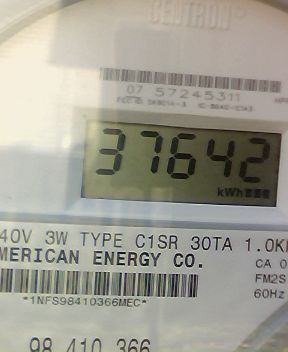 CENTRON®
07 57245311
37642
kWh
40V 3W TYPE C1SR 30TA 1.0K
MERICAN ENERGY CO.
CA 0
FM2S
60Hz
*1NFS98410366MEC*
98 410 366